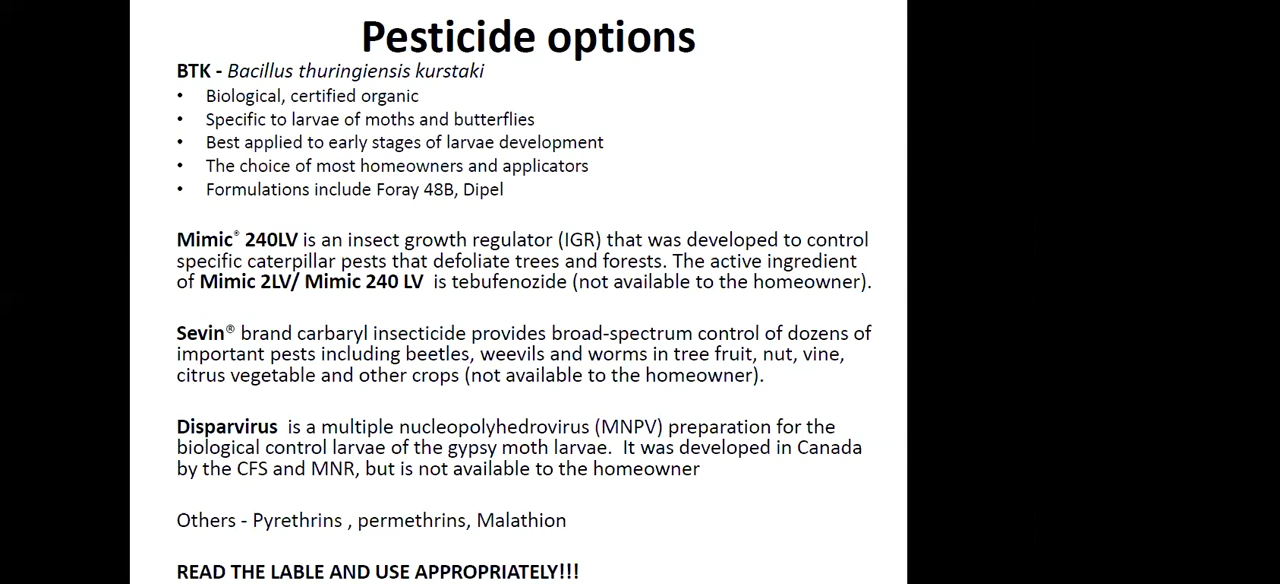 Pesticide options
BTK - Bacillus thuringiensis kurstaki
• Biological, certified organic
• Specific to larvae of moths and butterflies
• Best applied to early stages of larvae development
• The choice of most homeowners and applicators
• Formulations include Foray 48B, Dipel
Mimic® 240LV is an insect growth regulator (IGR) that was developed to control
specific caterpillar pests that defoliate trees and forests. The active ingredient
of Mimic 2LV/ Mimic 240 LV is tebufenozide (not available to the homeowner).
Sevin® brand carbaryl insecticide provides broad-spectrum control of dozens of
important pests including beetles, weevils and worms in tree fruit, nut, vine,
citrus vegetable and other crops (not available to the homeowner).
Disparvirus is a multiple nucleopolyhedrovirus (MNPV) preparation for the
biological control larvae of the gypsy moth larvae. It was developed in Canada
by the CFS and MNR, but is not available to the homeowner
Others - Pyrethrins , permethrins, Malathion
READ THE LABLE AND USE APPROPRIATELY!!!